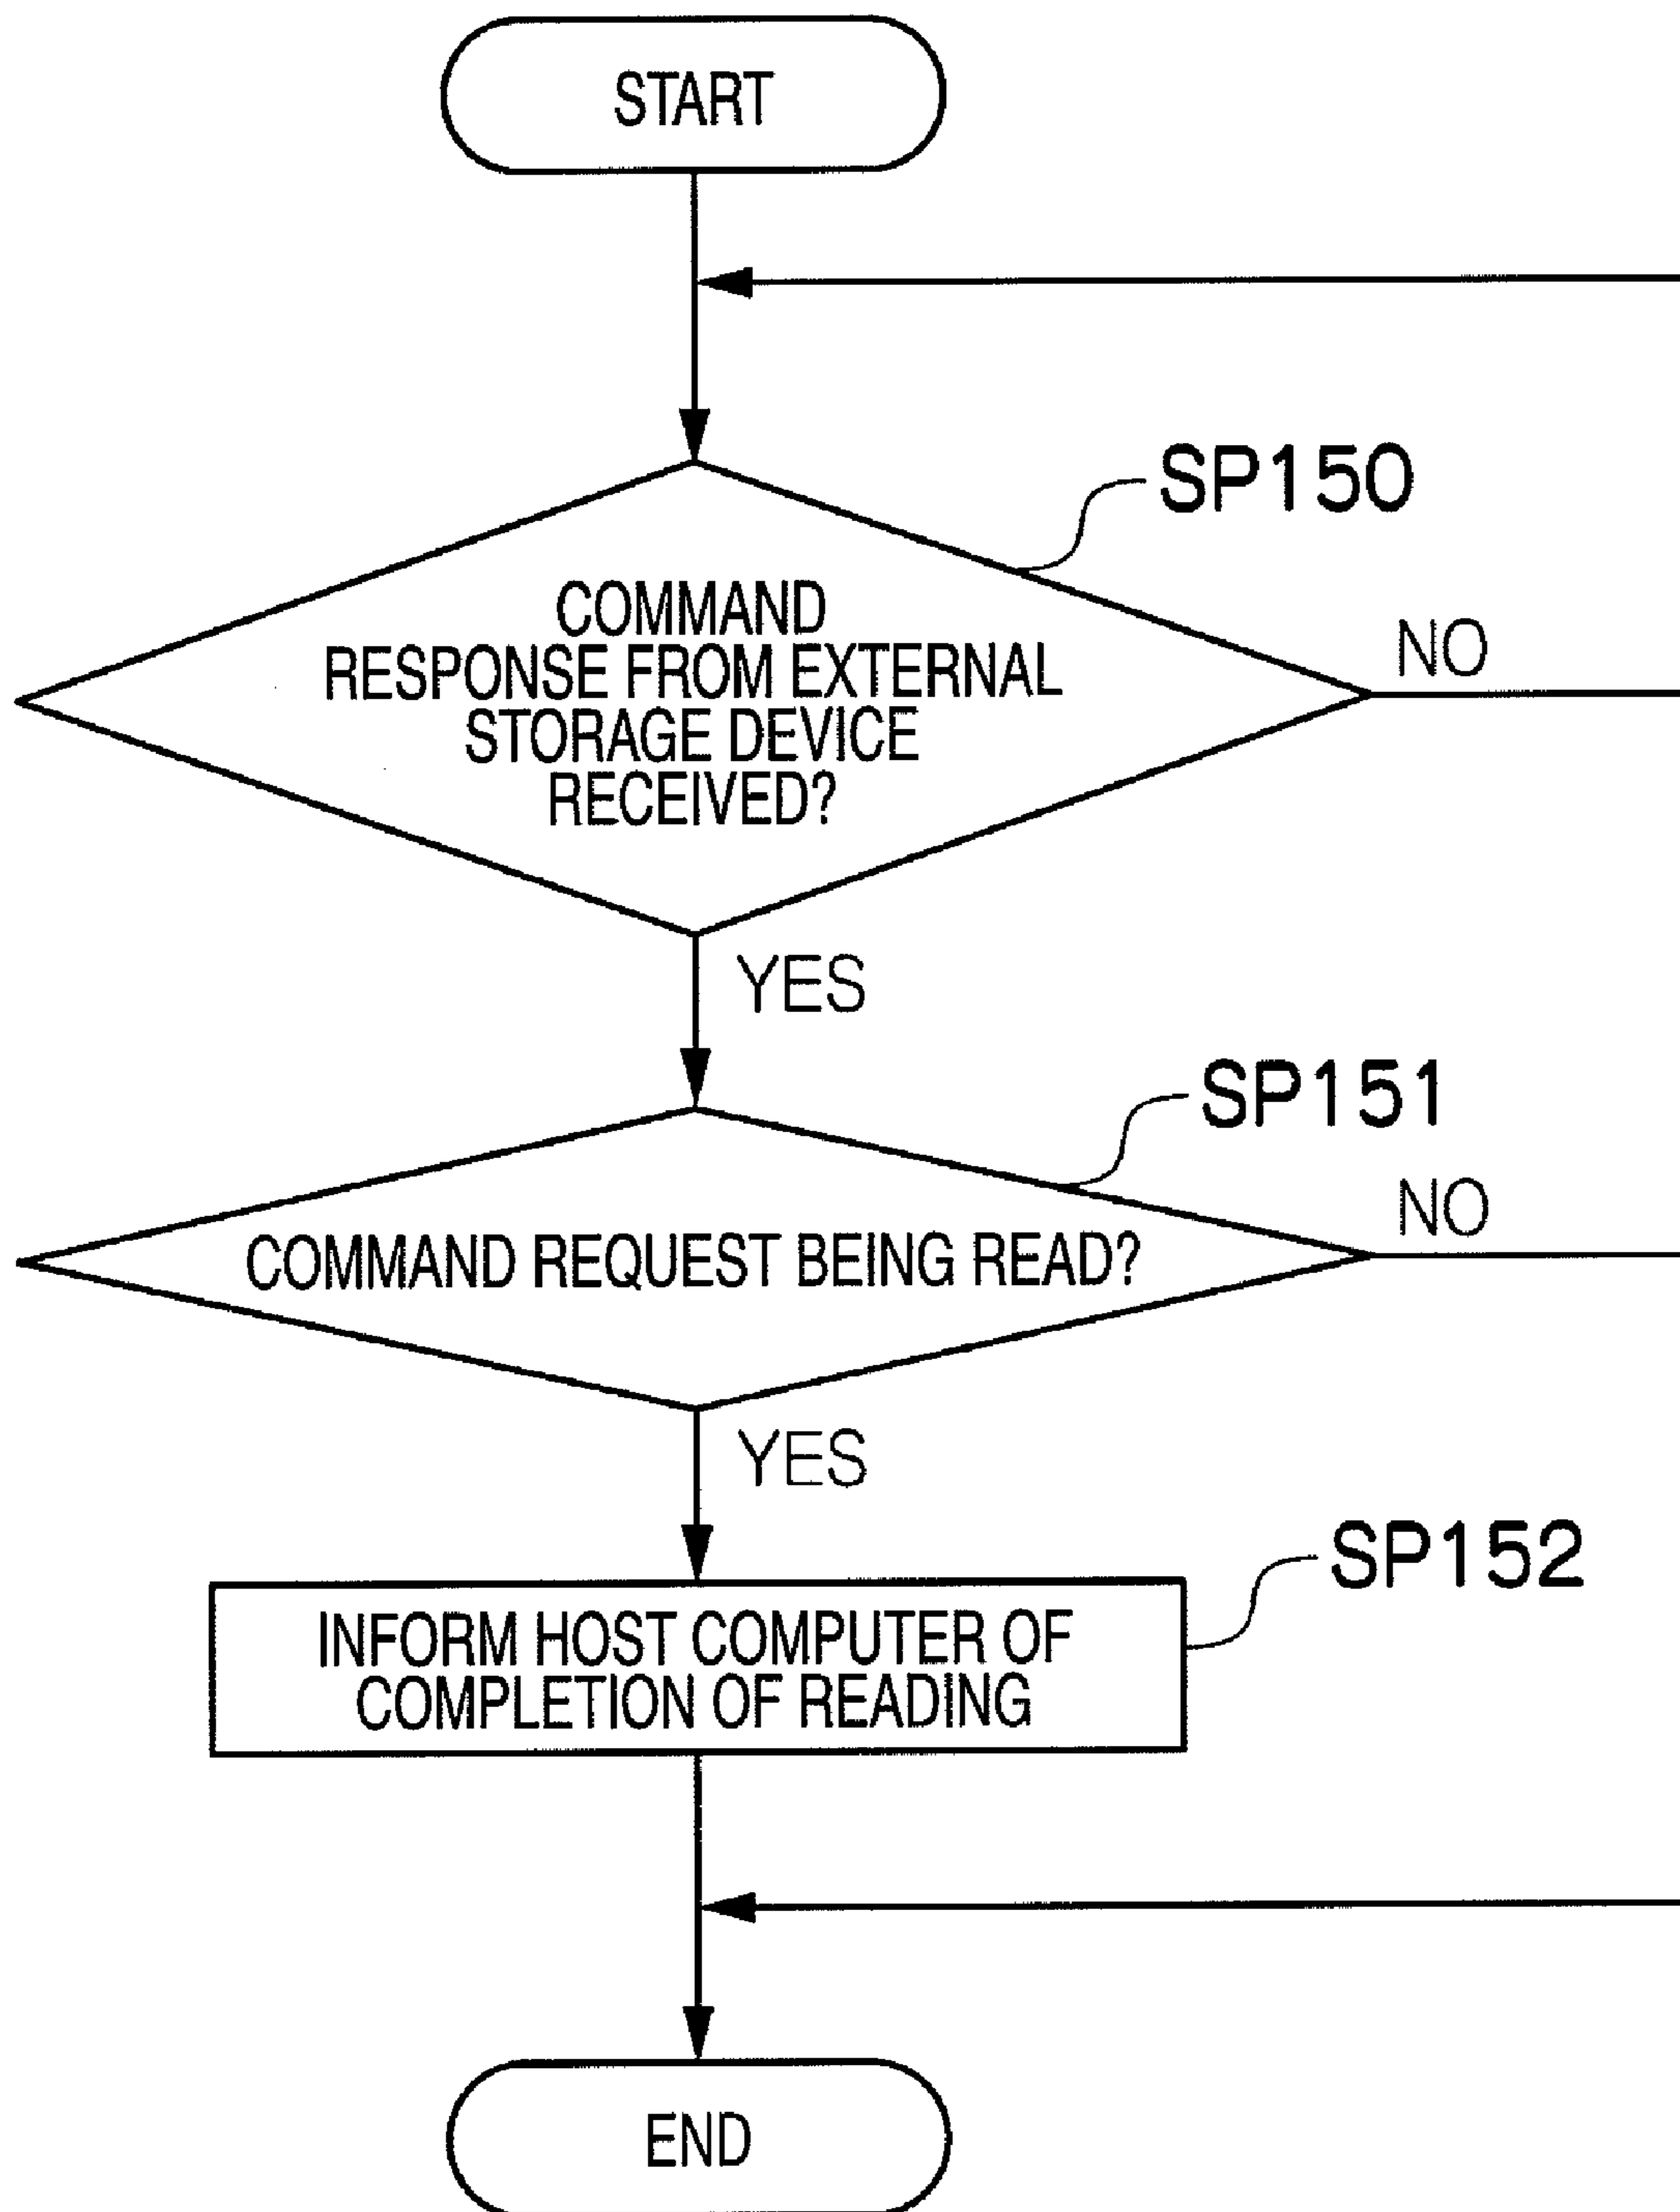 START
SP150
COMMAND
RESPONSE FROM EXTERNAL
STORAGE DEVICE
RECEIVED?
NO
YES
SP151
COMMAND REQUEST BEING READ?
NO
YES
SP152
INFORM HOST COMPUTER OF
COMPLETION OF READING
END